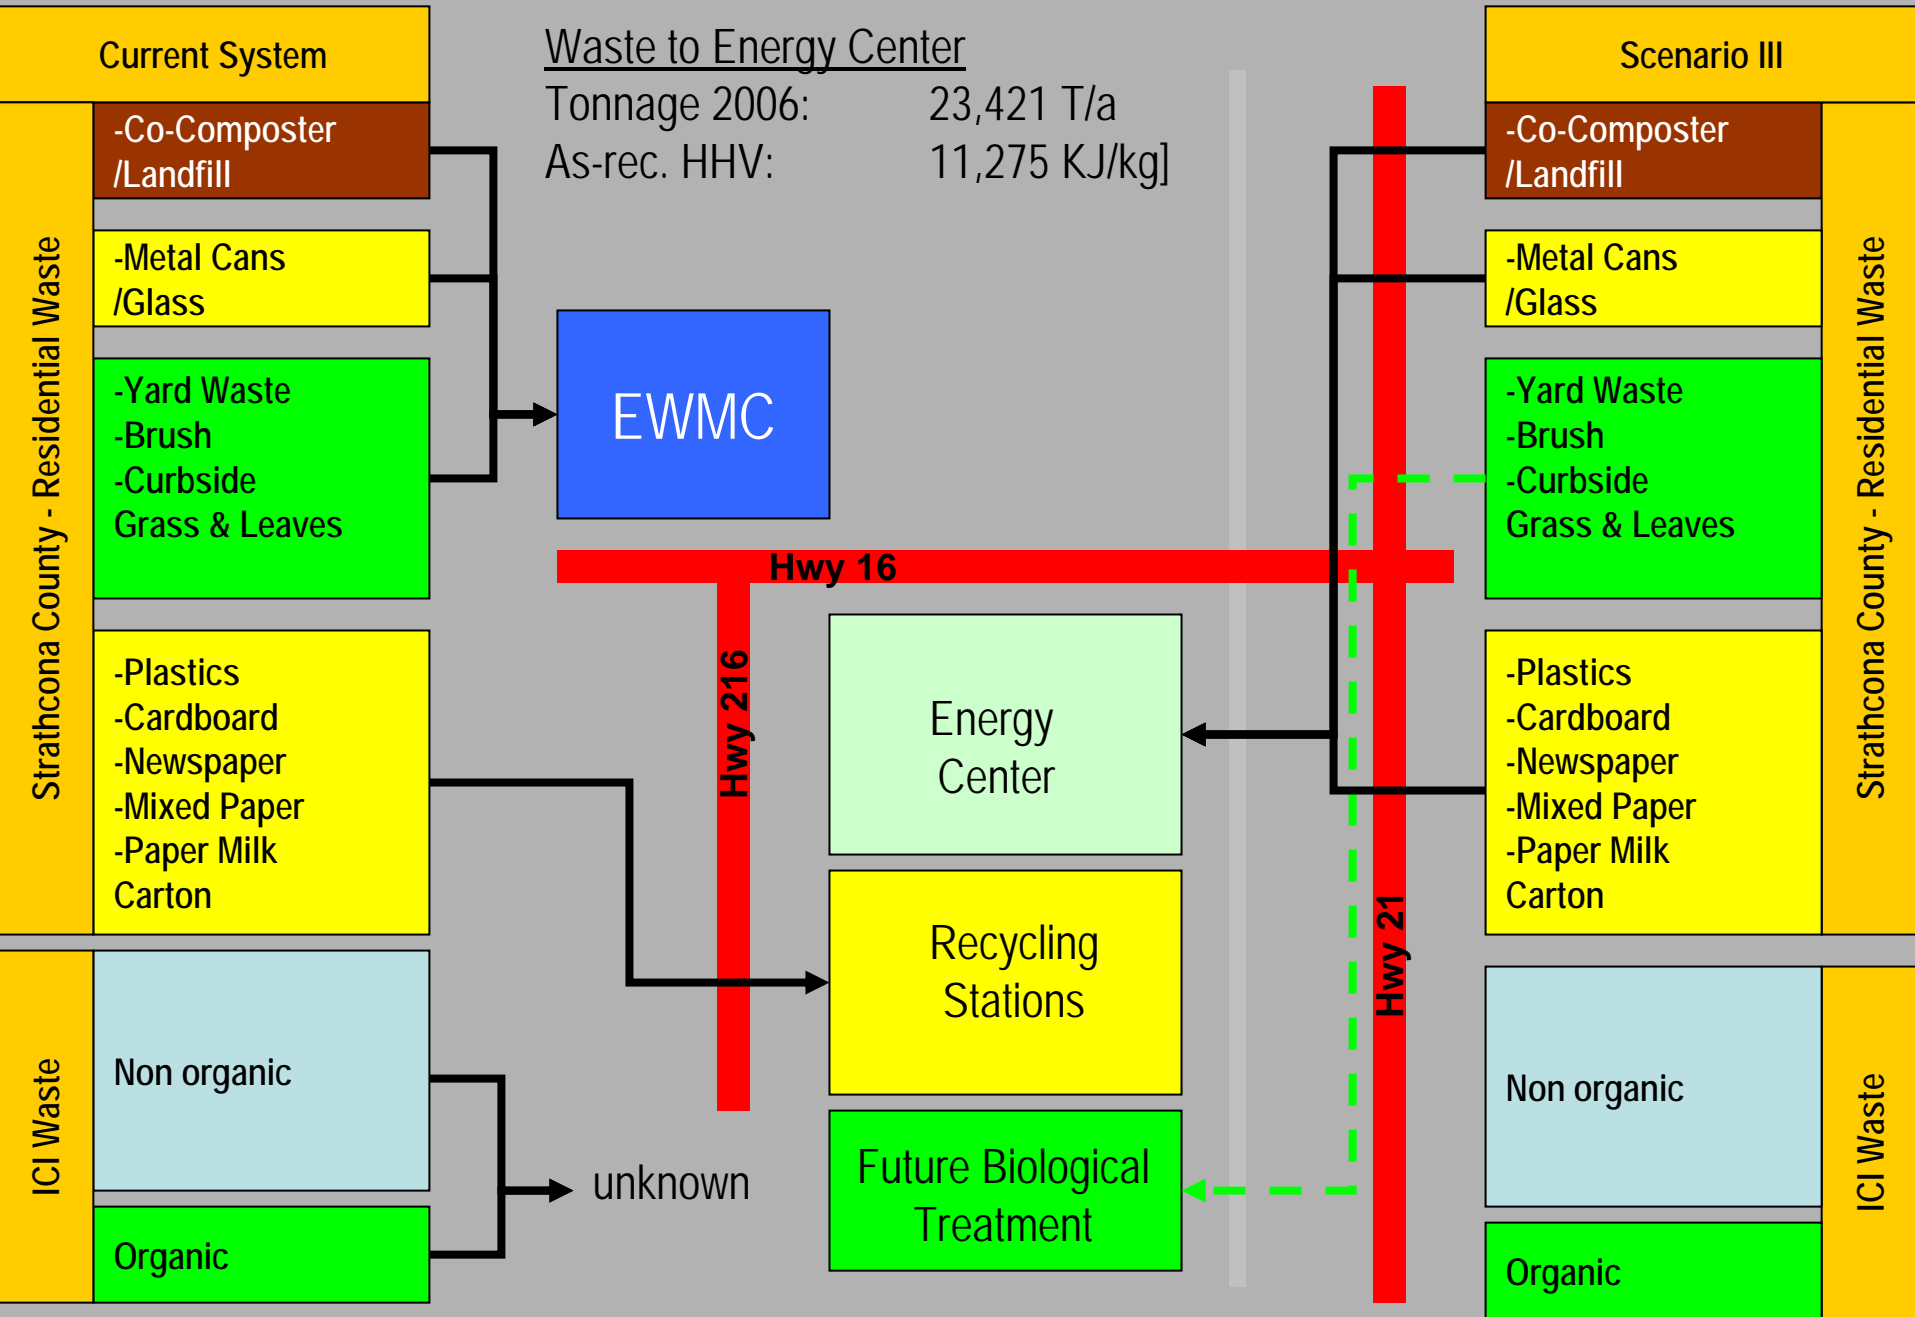 Current System
Strathcona County - Residential Waste
-Co-Composter
/Landfill
-Metal Cans
/Glass
-Yard Waste
-Brush
-Curbside
Grass & Leaves
-Plastics
-Cardboard
-Newspaper
-Mixed Paper
-Paper Milk
Carton
ICI Waste
Non organic
Organic
Waste to Energy Center
Tonnage 2006: 23,421 T/a
As-rec. HHV: 11,275 KJ/kg]
EWMC
Hwy 16
Hwy 216
Energy
Center
Recycling
Stations
unknown
Future Biological
Treatment
Hwy 21
Scenario III
-Co-Composter
/Landfill
-Metal Cans
/Glass
-Yard Waste
-Brush
-Curbside
Grass & Leaves
-Plastics
-Cardboard
-Newspaper
-Mixed Paper
-Paper Milk
Carton
Strathcona County - Residential Waste
Non organic
Organic
ICI Waste